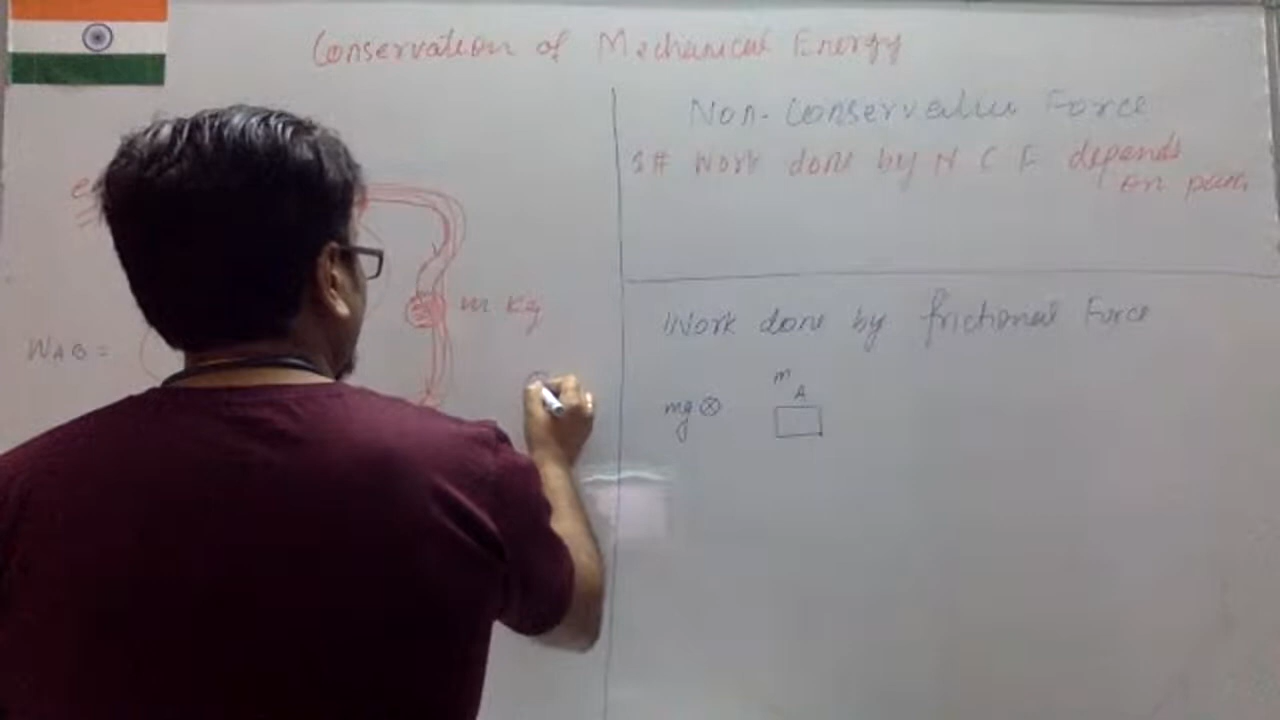 Conservation of Mechanical Energy
m kg
WAB =
Non-Conservative Force
1# Work done by N C F depends
on path
Work done by frictional Force
mg ⊗
m
A